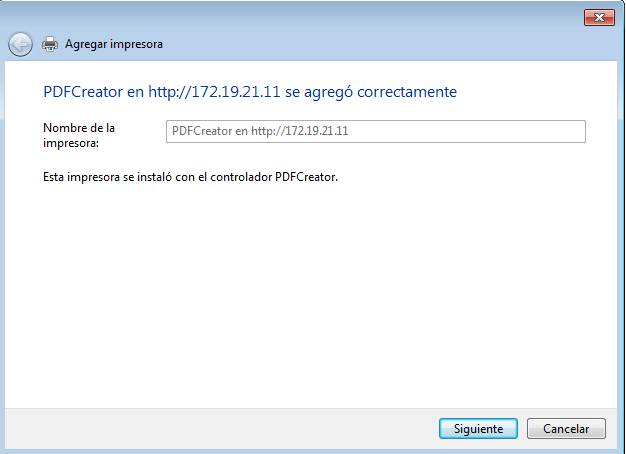 Agregar impresora
PDFCreator en http://172.19.21.11 se agregó correctamente
Nombre de la
impresora:
PDFCreator en http://172.19.21.11
Esta impresora se instaló con el controlador PDFCreator.
Siguiente
Cancelar